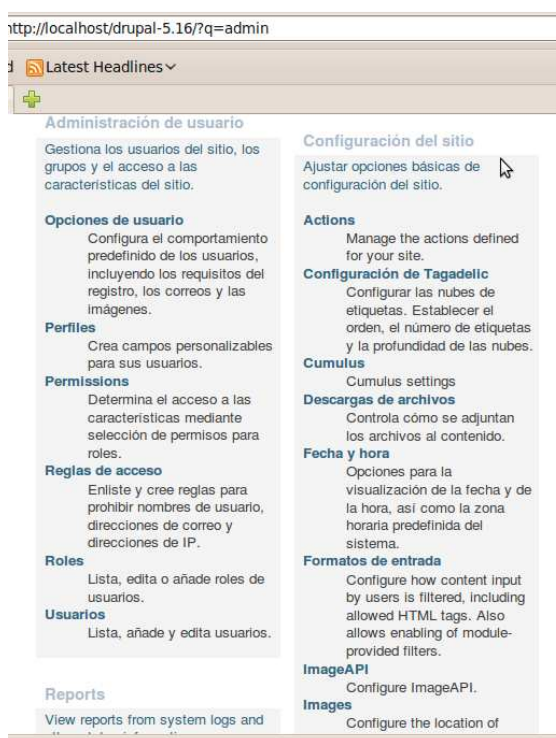 http://localhost/drupal-5.16/?q=admin
Latest Headlines
Administración de usuario
Gestiona los usuarios del sitio, los
grupos y el acceso a las
características del sitio.
Opciones de usuario
Configura el comportamiento
predefinido de los usuarios,
incluyendo los requisitos del
registro, los correos y las
imágenes.
Perfiles
Crea campos personalizables
para sus usuarios.
Permissions
Determina el acceso a las
características mediante
selección de permisos para
roles.
Reglas de acceso
Enliste y cree reglas para
prohibir nombres de usuario,
direcciones de correo y
direcciones de IP.
Roles
Lista, edita o añade roles de
usuarios.
Usuarios
Lista, añade y edita usuarios.
Reports
View reports from system logs and
Configuración del sitio
Ajustar opciones básicas de
configuración del sitio.
Actions
Manage the actions defined
for your site.
Configuración de Tagadelic
Configurar las nubes de
etiquetas. Establecer el
orden, el número de etiquetas
y la profundidad de las nubes.
Cumulus
Cumulus settings
Descargas de archivos
Controla cómo se adjuntan
los archivos al contenido.
Fecha y hora
Opciones para la
visualización de la fecha y de
la hora, así como la zona
horaria predefinida del
sistema.
Formatos de entrada
Configure how content input
by users is filtered, including
allowed HTML tags. Also
allows enabling of module-
provided filters.
ImageAPI
Configure ImageAPI.
Images
Configure the location of